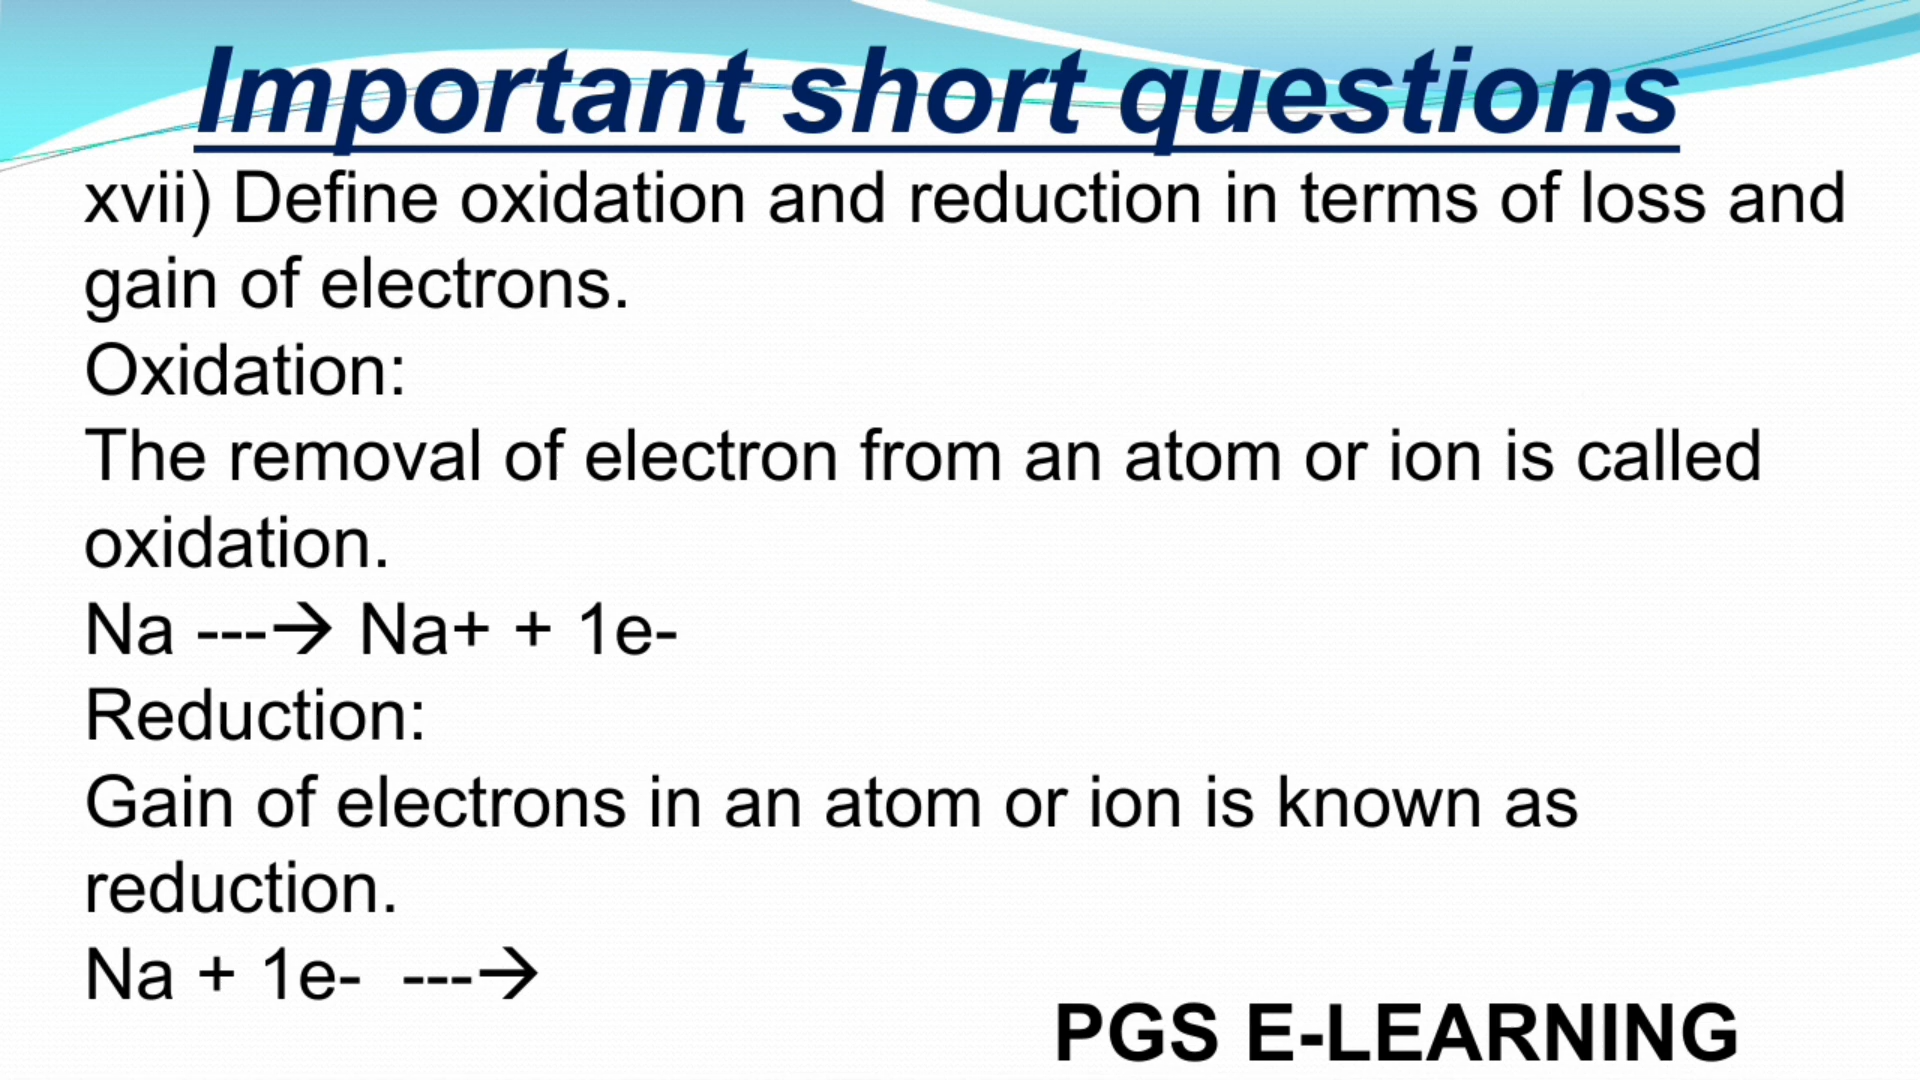 Important short questions
xvii) Define oxidation and reduction in terms of loss and
gain of electrons.
Oxidation:
The removal of electron from an atom or ion is called
oxidation.
Na ---→ Na+ + 1e-
Reduction:
Gain of electrons in an atom or ion is known as
reduction.
Na + 1e-  ---→
PGS E-LEARNING